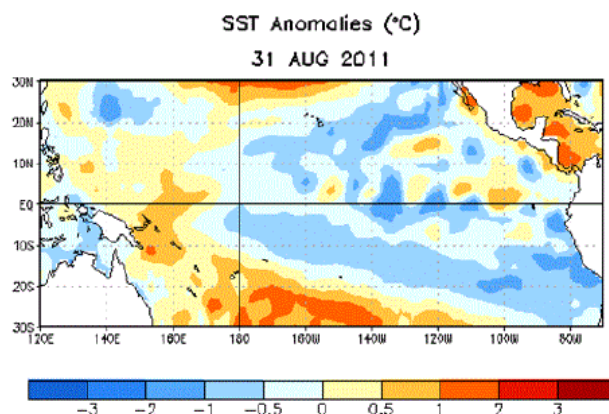 SST Anomalies (°C)
31 AUG 2011
30N
20N
10N
EQ
10S
20S
30S
120E 140E 160E 180 160W 140W 120W 100W 80W
-3 -2 -1 -0.5 0 0.5 1 2 3